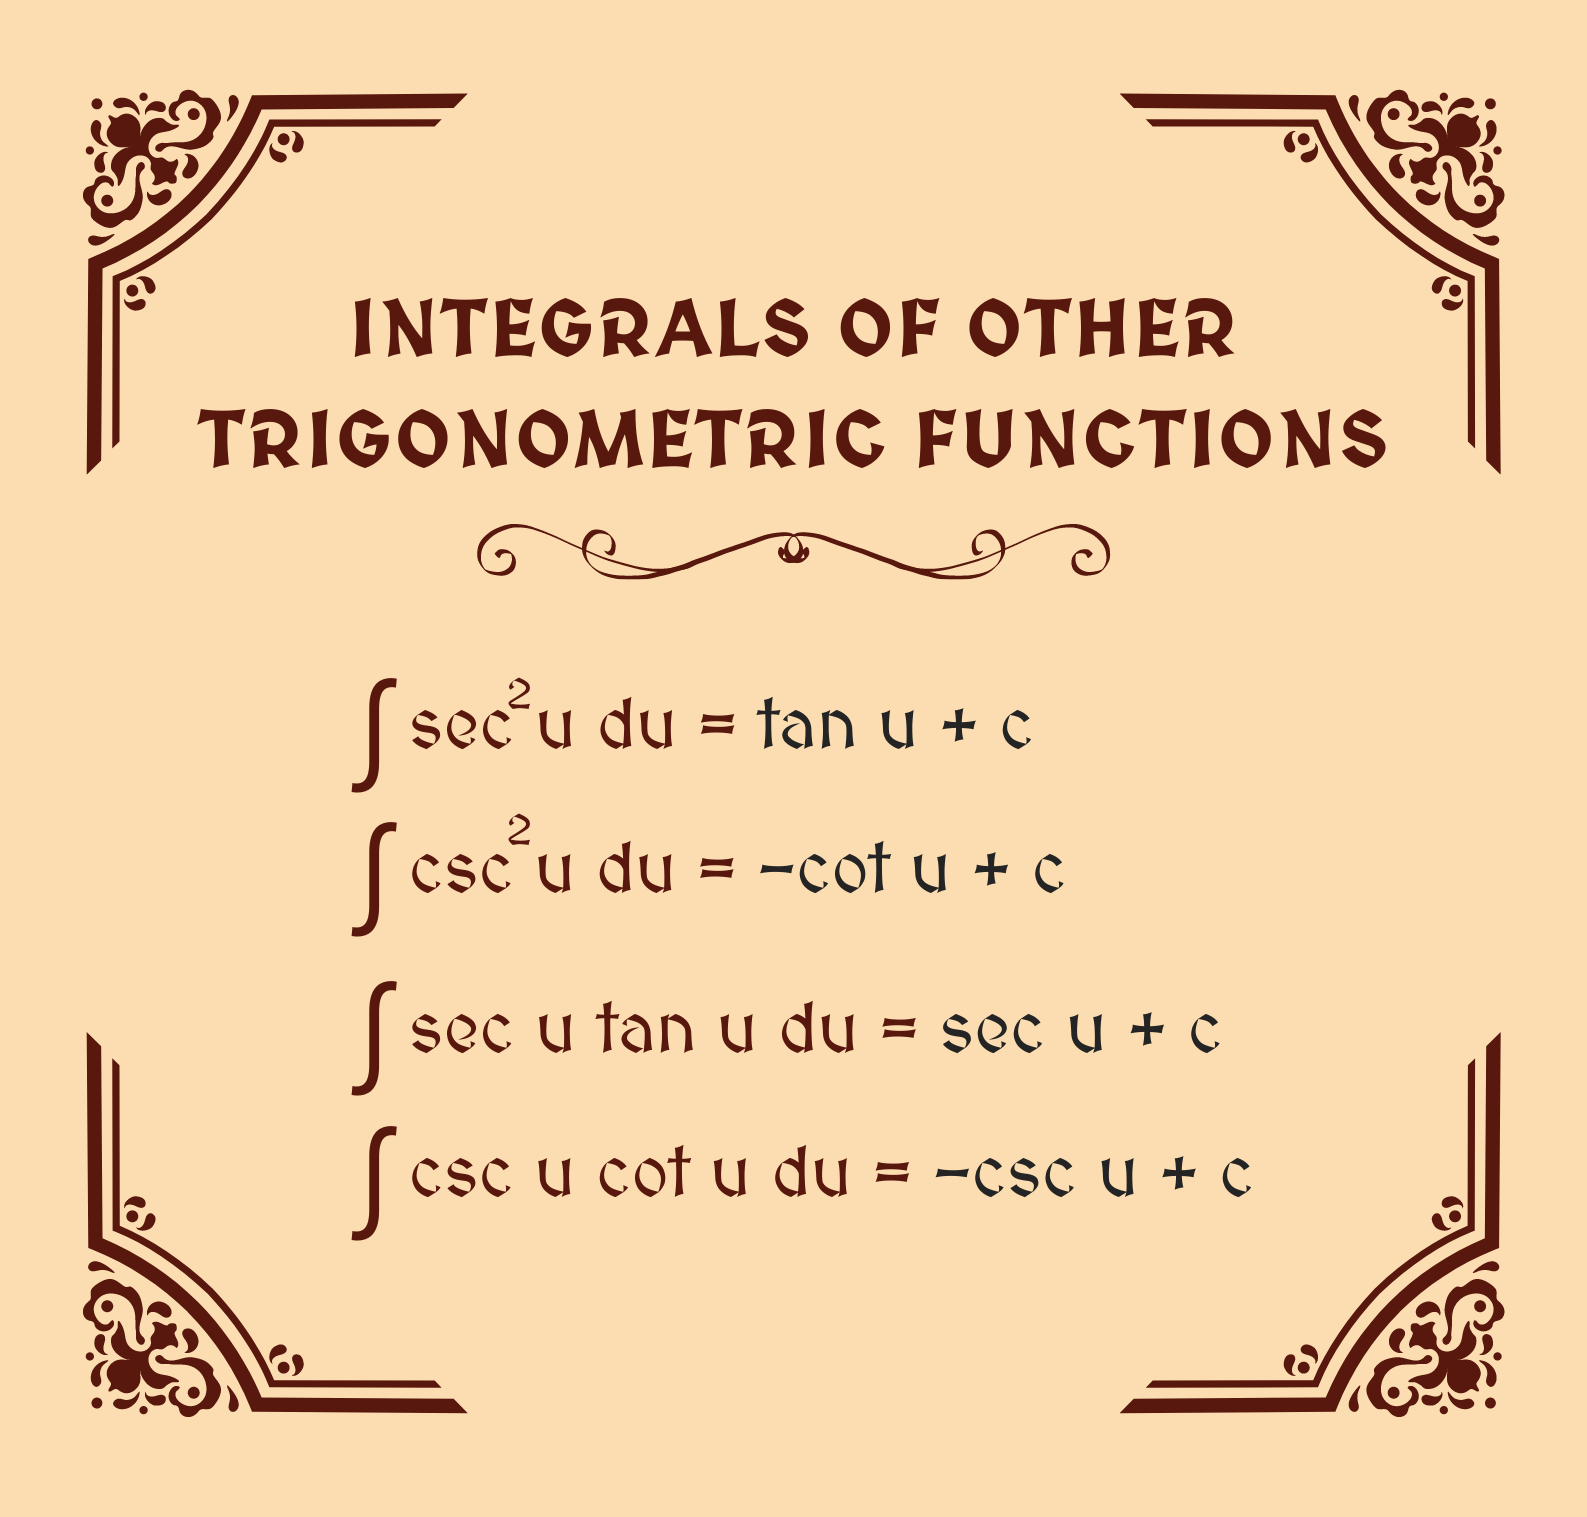 INTEGRALS OF OTHER
TRIGONOMETRIC FUNCTIONS
∫ sec²u du = tan u + c
∫ csc²u du = -cot u + c
∫ sec u tan u du = sec u + c
∫ csc u cot u du = -csc u + c